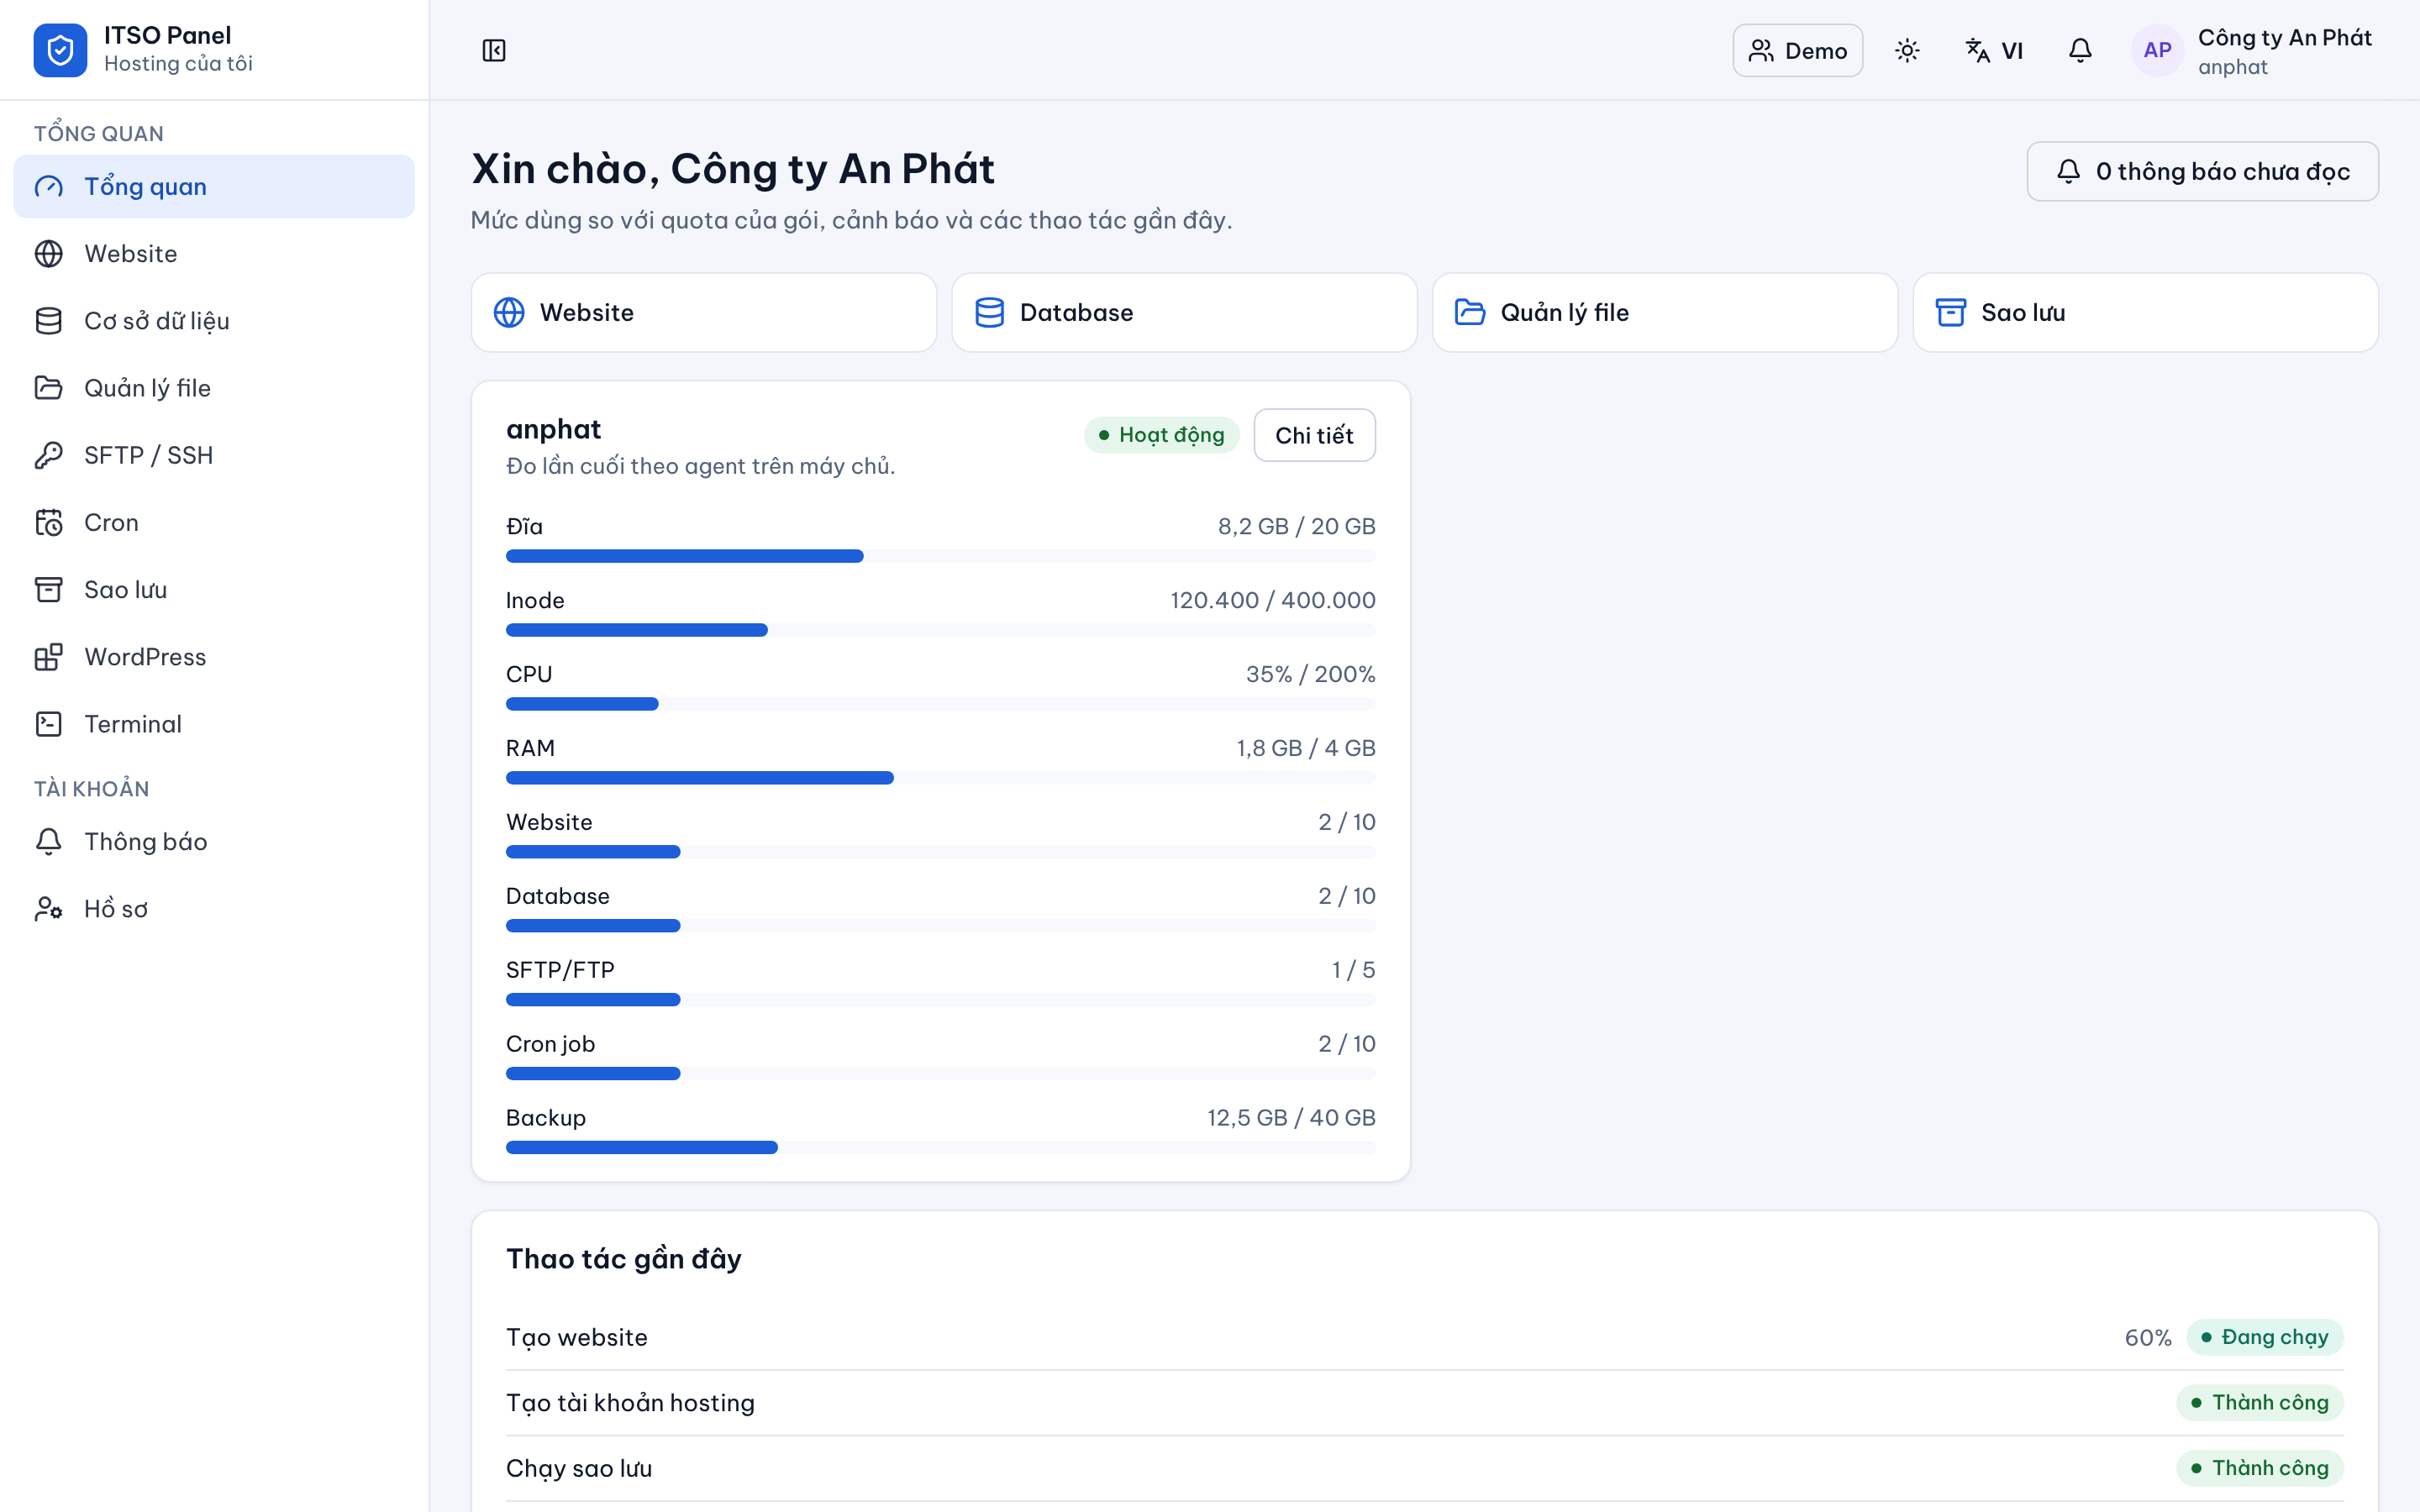 ITSO Panel
Hosting của tôi
TỔNG QUAN
Tổng quan
Website
Cơ sở dữ liệu
Quản lý file
SFTP / SSH
Cron
Sao lưu
WordPress
Terminal
TÀI KHOẢN
Thông báo
Hồ sơ
Demo
VI
AP
Công ty An Phát
anphat
Xin chào, Công ty An Phát
Mức dùng so với quota của gói, cảnh báo và các thao tác gần đây.
0 thông báo chưa đọc
Website
Database
Quản lý file
Sao lưu
anphat
Đo lần cuối theo agent trên máy chủ.
Hoạt động
Chi tiết
Đĩa 8,2 GB / 20 GB
Inode 120.400 / 400.000
CPU 35% / 200%
RAM 1,8 GB / 4 GB
Website 2 / 10
Database 2 / 10
SFTP/FTP 1 / 5
Cron job 2 / 10
Backup 12,5 GB / 40 GB
Thao tác gần đây
Tạo website 60% Đang chạy
Tạo tài khoản hosting Thành công
Chạy sao lưu Thành công